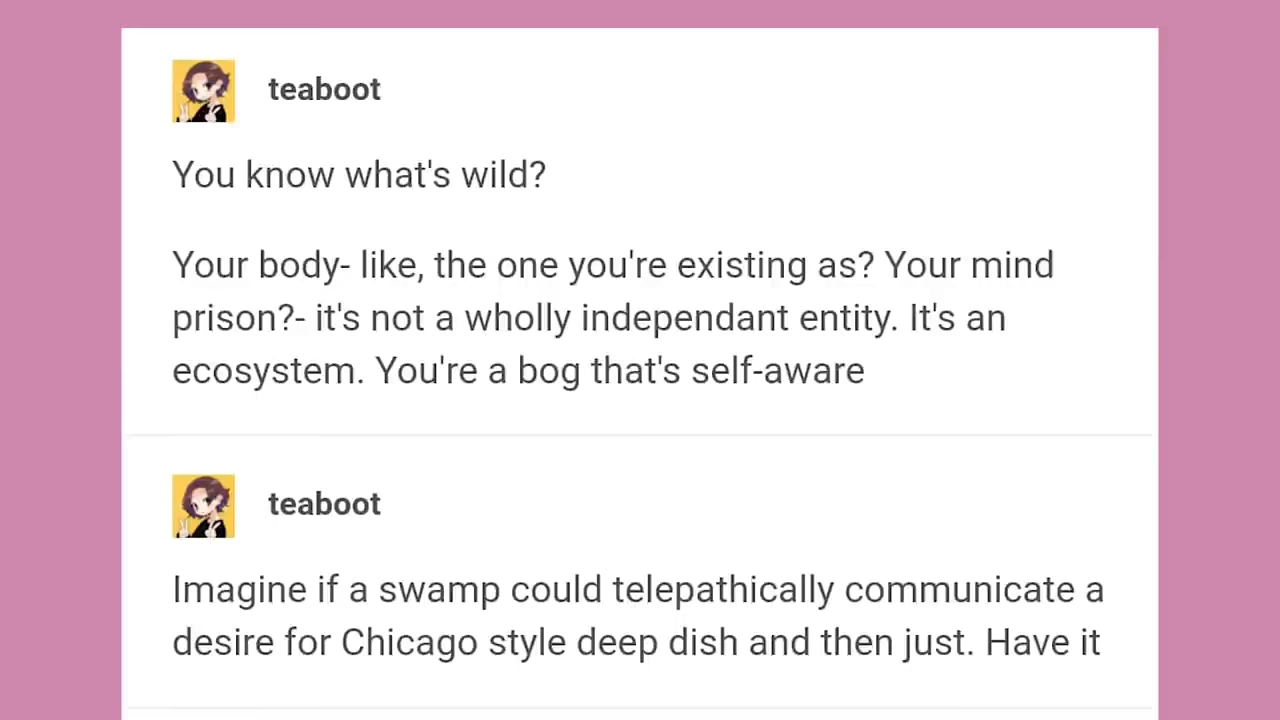 teaboot
You know what's wild?
Your body- like, the one you're existing as? Your mind
prison?- it's not a wholly independant entity. It's an
ecosystem. You're a bog that's self-aware
teaboot
Imagine if a swamp could telepathically communicate a
desire for Chicago style deep dish and then just. Have it